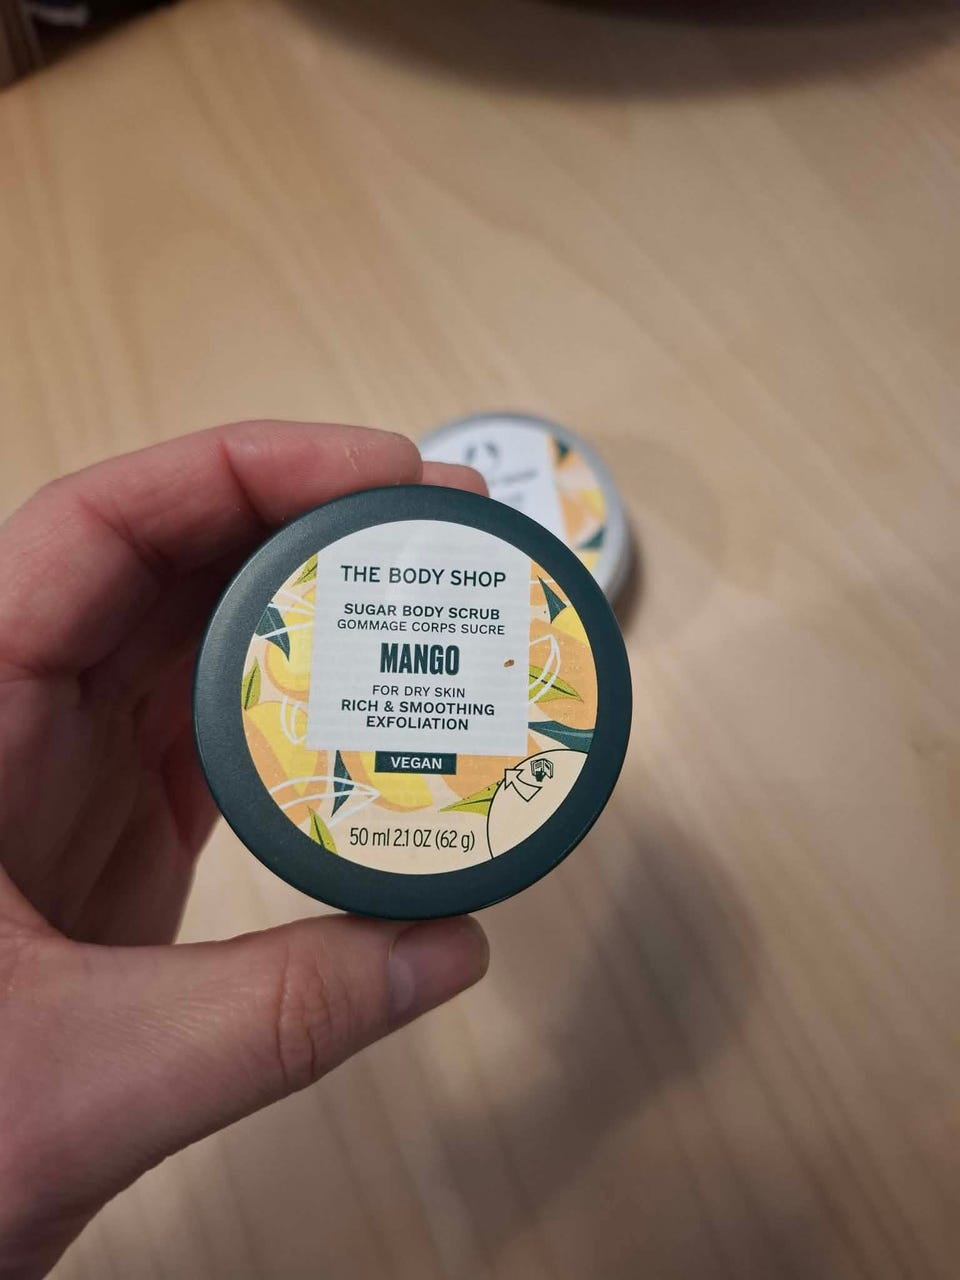 THE BODY SHOP
SUGAR BODY SCRUB
GOMMAGE CORPS SUCRE
MANGO
FOR DRY SKIN
RICH & SMOOTHING
EXFOLIATION
VEGAN
50 ml 2.1 OZ (62 g)